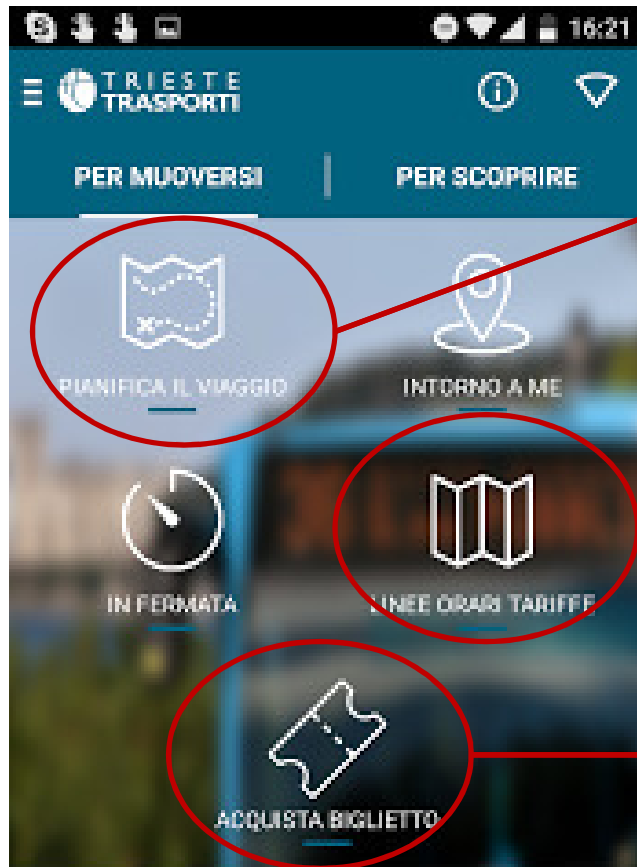 16:21
TRIESTE
TRASPORTI
PER MUOVERSI
PER SCOPRIRE
PIANIFICA IL VIAGGIO
INTORNO A ME
IN FERMATA
LINEE ORARI TARIFFE
ACQUISTA BIGLIETTO